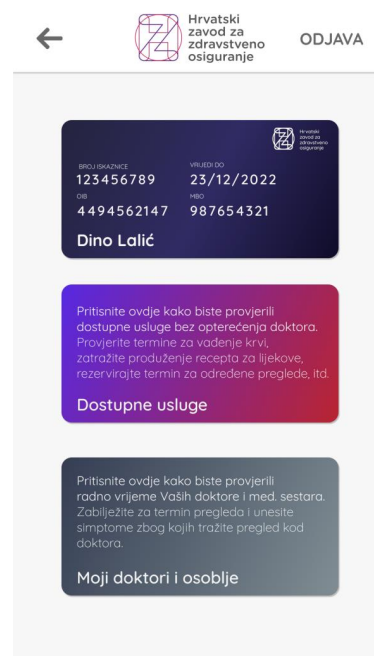 Hrvatski
zavod za
zdravstveno
osiguranje
ODJAVA
Hrvatski
zavod za
zdravstveno
osiguranje
BROJ ISKAZNICE
VRIJEDI DO
123456789
23/12/2022
OIB
MBO
4494562147
987654321
Dino Lalić
Pritisnite ovdje kako biste provjerili
dostupne usluge bez opterećenja doktora.
Provjerite termine za vađenje krvi,
zatražite produženje recepta za lijekove,
rezervirajte termin za određene preglede, itd.
Dostupne usluge
Pritisnite ovdje kako biste provjerili
radno vrijeme Vaših doktore i med. sestara.
Zabilježite za termin pregleda i unesite
simptome zbog kojih tražite pregled kod
doktora.
Moji doktori i osoblje